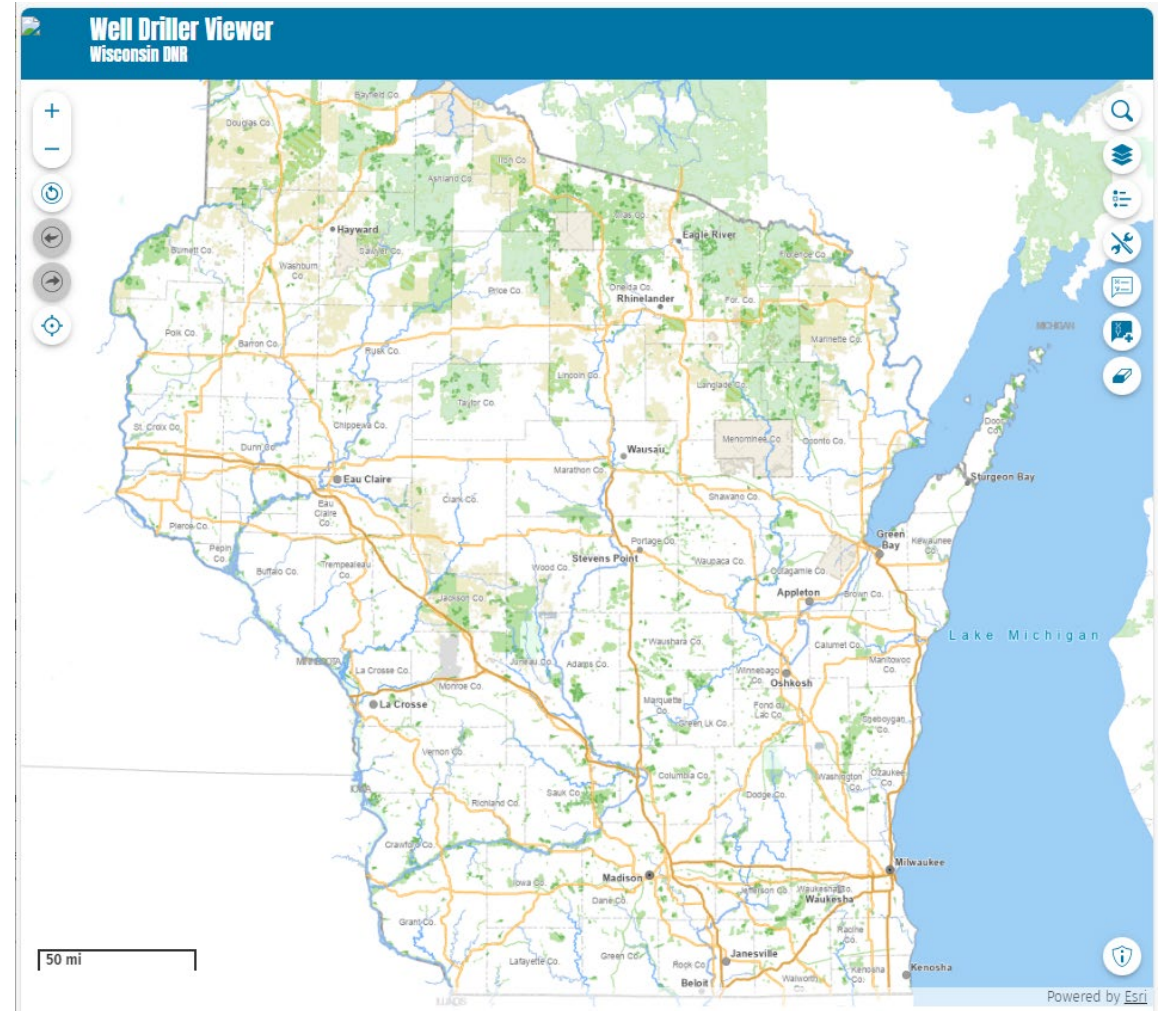 Well Driller Viewer
Wisconsin DNR
Bayfield Co.
Douglas Co.
Iron Co.
Ashland Co.
Vilas Co.
Hayward
Eagle River
Burnett Co.
Sawyer Co.
Florence Co.
Washburn
Co.
Price Co.
Oneida Co.
Rhinelander
For. Co.
MICHIGAN
Polk Co.
Barron Co.
Rusk Co.
Marinette Co.
Lincoln Co.
Langlade Co.
Taylor Co.
St. Croix Co.
Chippewa Co.
Door
Co.
Dunn Co.
Menominee Co.
Oconto Co.
Wausau
Marathon Co.
Eau Claire
Sturgeon Bay
Clark Co.
Shawano Co.
Eau
Claire
Co.
Pierce Co.
Green
Bay
Kewaunee
Co.
Pepin
Co.
Portage Co.
Stevens Point
Buffalo Co.
Trempealeau
Co.
Wood Co.
Waupaca Co.
Outagamie Co.
Appleton
Brown Co.
Jackson Co.
Lake Michigan
Waushara Co.
Calumet Co.
MINNESOTA
La Crosse Co.
Juneau Co.
Adams Co.
Manitowoc
Co.
Winnebago
Co.
Oshkosh
Monroe Co.
La Crosse
Marquette
Co.
Fond du
Lac Co.
Green Lk Co.
Sheboygan
Co.
Vernon Co.
Columbia Co.
Washington
Co.
Ozaukee
Co.
IOWA
Sauk Co.
Dodge Co.
Richland Co.
Crawford Co.
Milwaukee
Madison
Iowa Co.
Dane Co.
Jefferson Co.
Waukesha Co.
Waukesha
Grant Co.
Racine
Co.
50 mi
Lafayette Co.
Green Co.
Rock Co.
Janesville
Beloit
Walworth
Co.
Kenosha
Co.
Kenosha
ILLINOIS
Powered by Esri